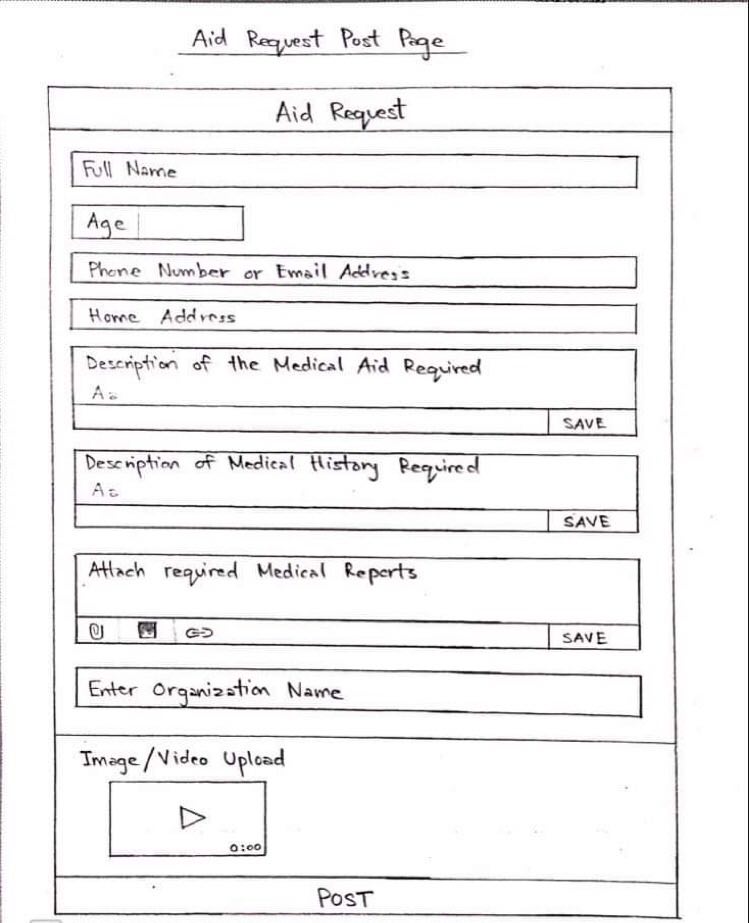 Aid Request Post Page
Aid Request
Full Name
Age
Phone Number or Email Address
Home Address
Description of the Medical Aid Required
A=
SAVE
Description of Medical History Required
A=
SAVE
Attach required Medical Reports
SAVE
Enter Organization Name
Image/Video Upload
0:00
POST